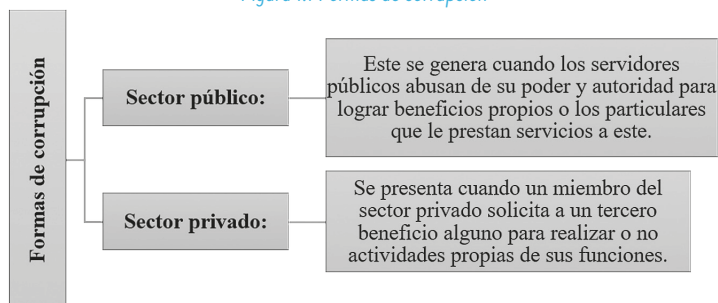 Formas de corrupción
Sector público:
Este se genera cuando los servidores
públicos abusan de su poder y autoridad para
lograr beneficios propios o los particulares
que le prestan servicios a este.
Sector privado:
Se presenta cuando un miembro del
sector privado solicita a un tercero
beneficio alguno para realizar o no
actividades propias de sus funciones.